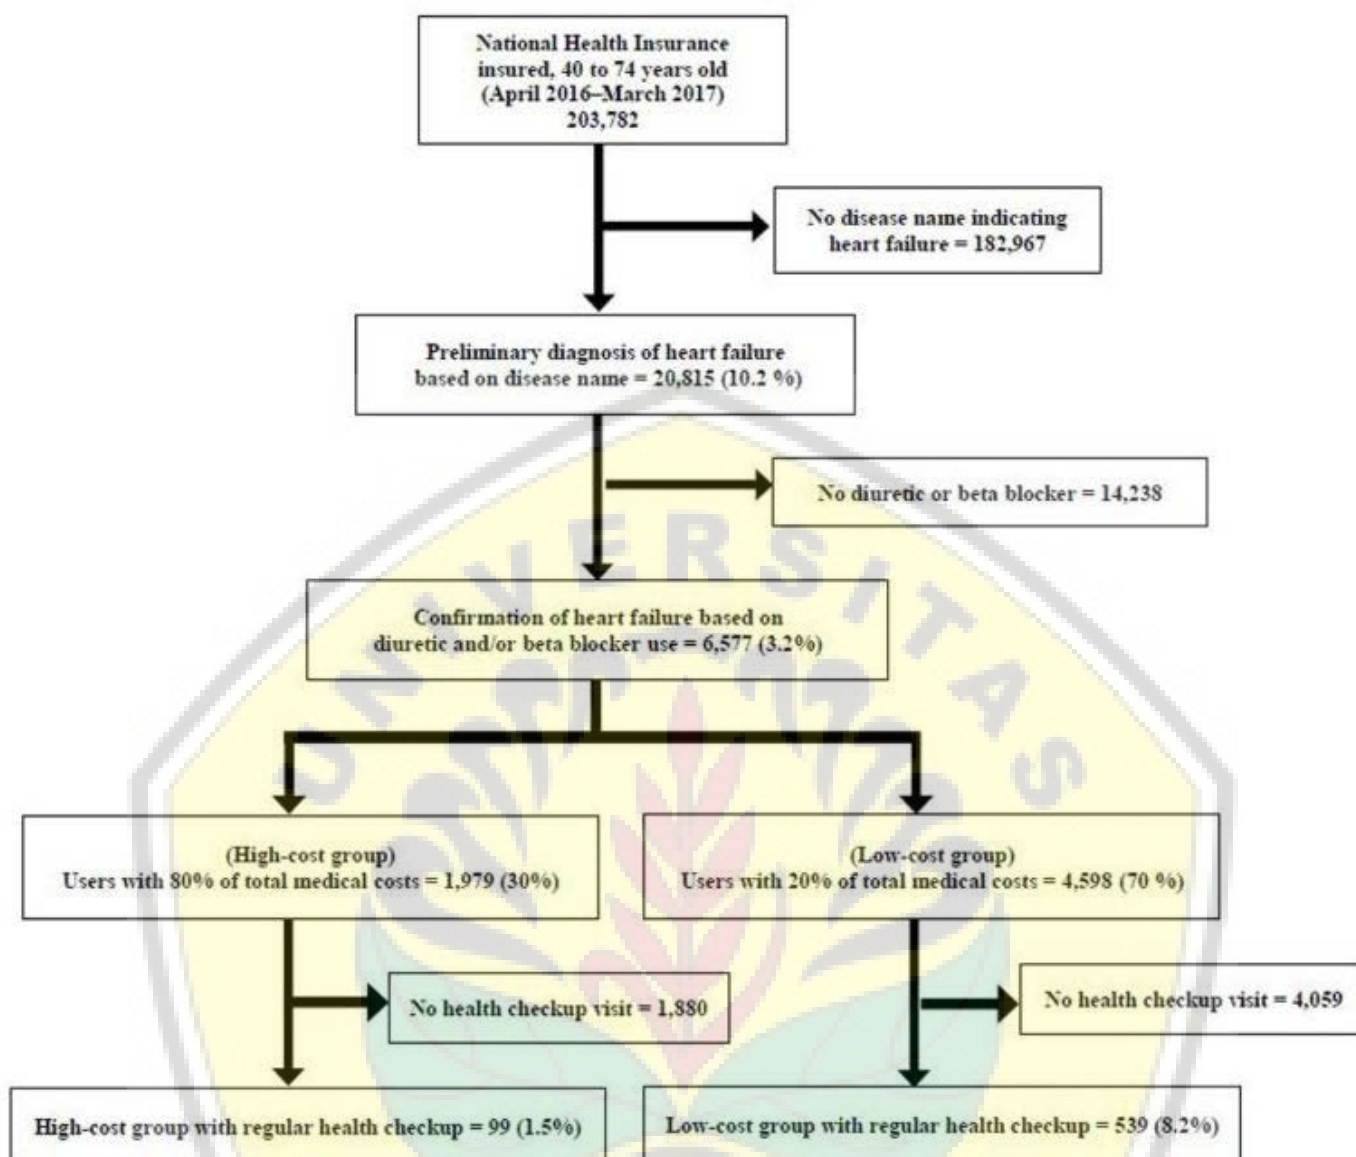 National Health Insurance
insured, 40 to 74 years old
(April 2016–March 2017)
203,782
No disease name indicating
heart failure = 182,967
Preliminary diagnosis of heart failure
based on disease name = 20,815 (10.2 %)
No diuretic or beta blocker = 14,238
UNIVERSITAS
Confirmation of heart failure based on
diuretic and/or beta blocker use = 6,577 (3.2%)
(High-cost group)
Users with 80% of total medical costs = 1,979 (30%)
(Low-cost group)
Users with 20% of total medical costs = 4,598 (70 %)
No health checkup visit = 1,880
No health checkup visit = 4,059
High-cost group with regular health checkup = 99 (1.5%)
Low-cost group with regular health checkup = 539 (8.2%)